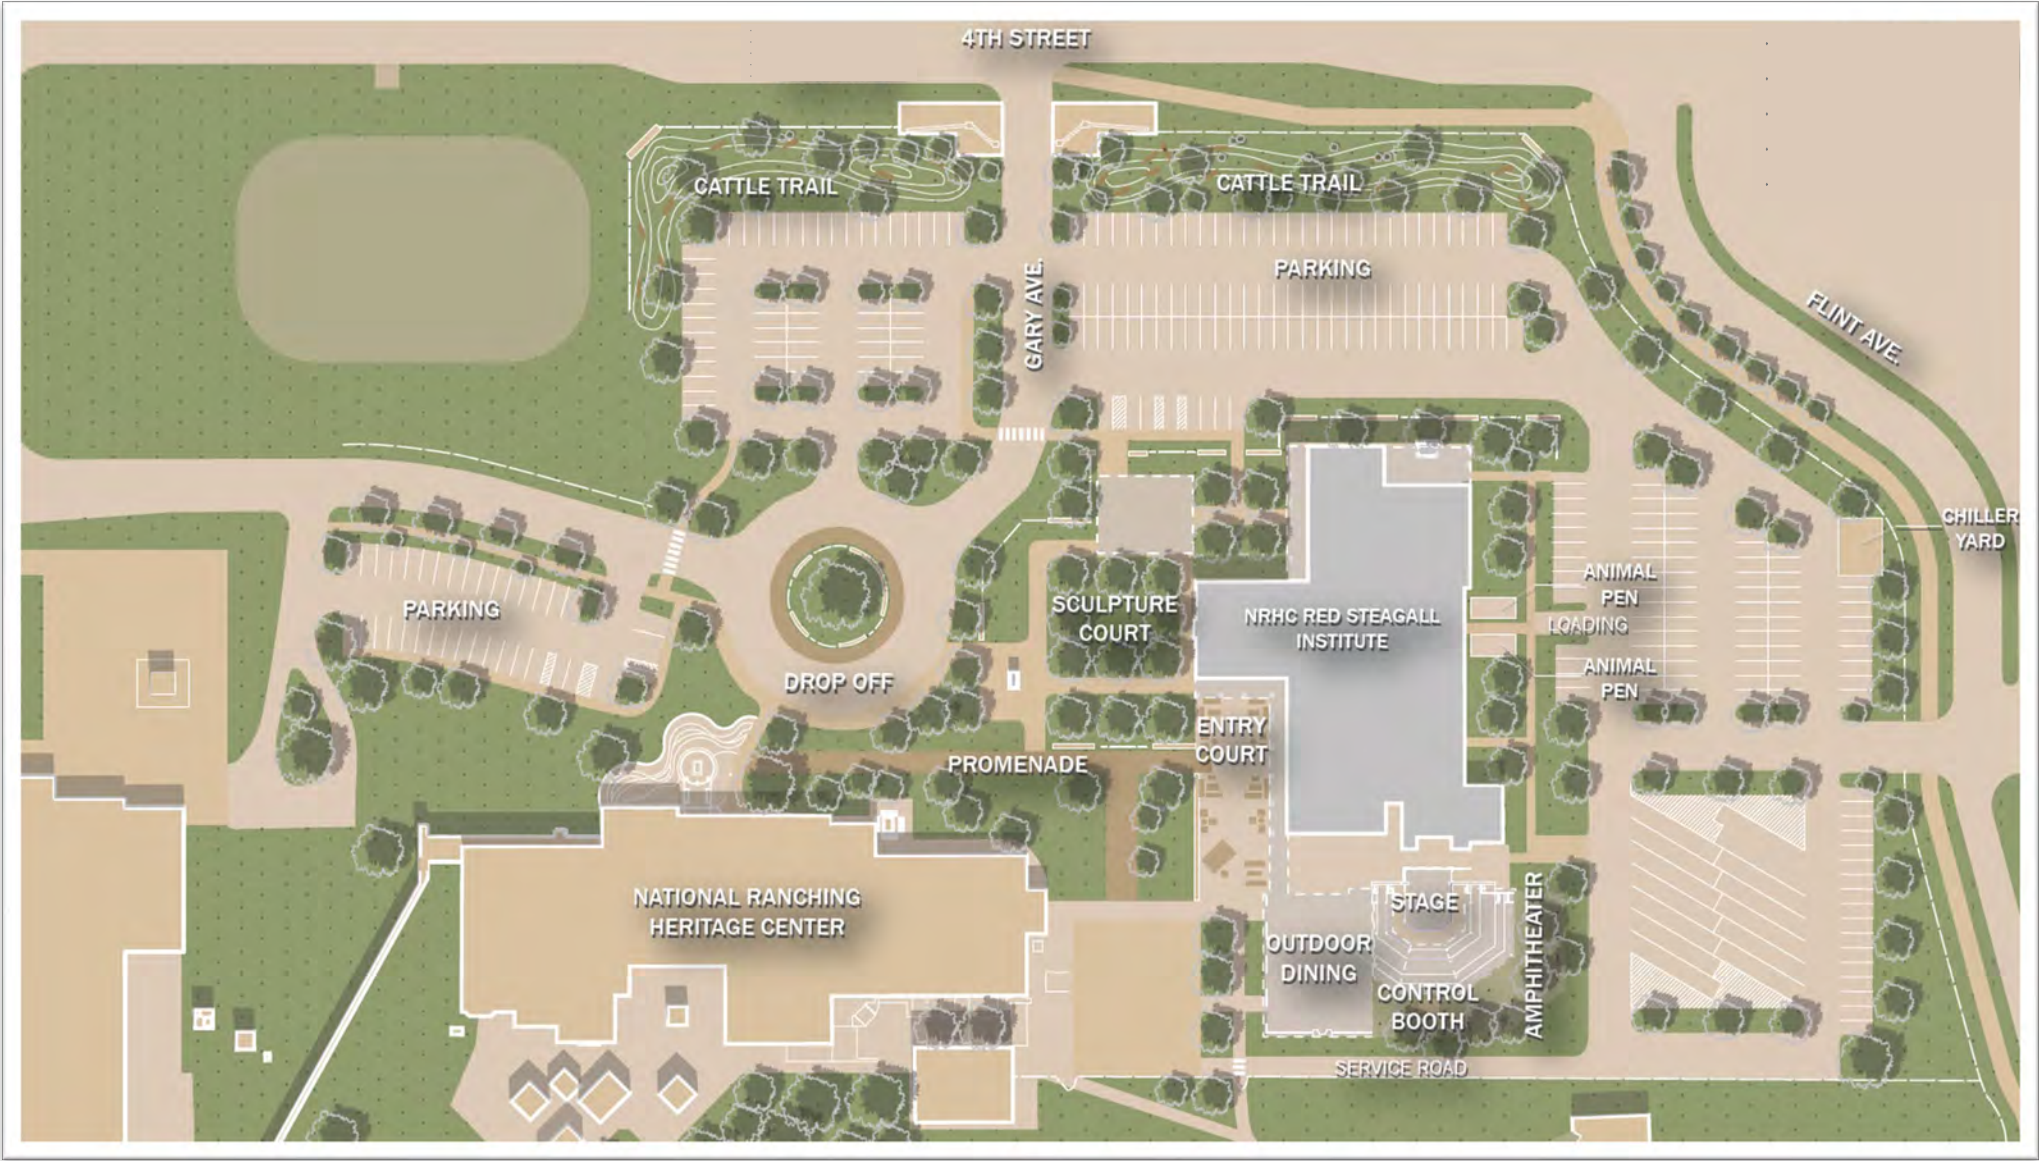 4TH STREET
CATTLE TRAIL
CATTLE TRAIL
GARY AVE.
PARKING
FLINT AVE.
CHILLER
YARD
ANIMAL
PEN
LOADING
ANIMAL
PEN
PARKING
SCULPTURE
COURT
NRHC RED STEAGALL
INSTITUTE
DROP OFF
ENTRY
COURT
PROMENADE
NATIONAL RANCHING
HERITAGE CENTER
STAGE
AMPHITHEATER
OUTDOOR
DINING
CONTROL
BOOTH
SERVICE ROAD